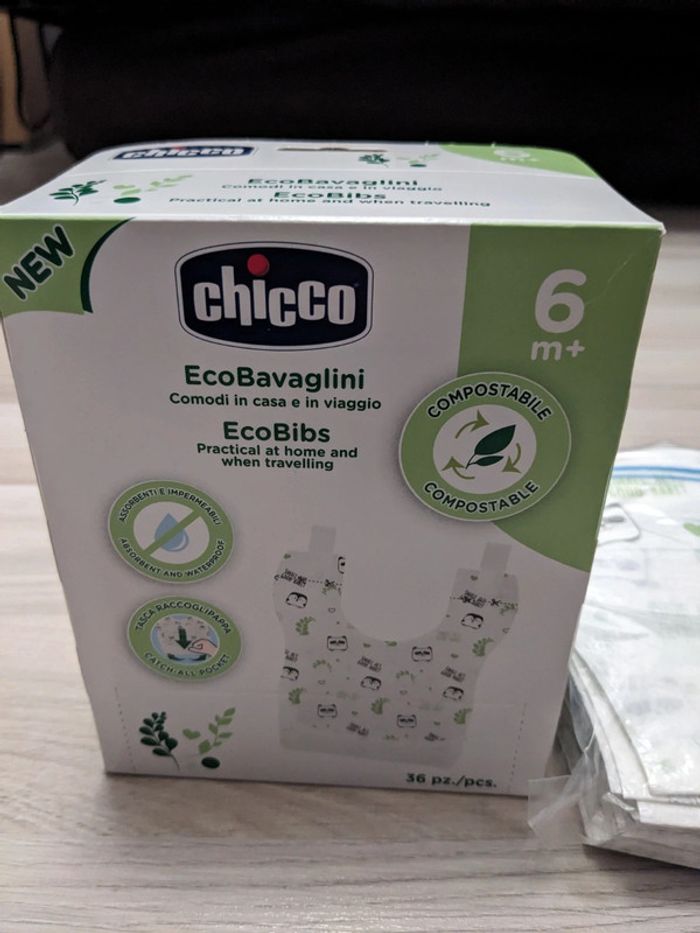 chicco
m+
EcoBavaglini
Comodi in casa e in viaggio
EcoBibs
Practical at home and when travelling
NEW
chicco
6
m+
EcoBavaglini
Comodi in casa e in viaggio
EcoBibs
Practical at home and
when travelling
COMPOSTABILE
COMPOSTABLE
ASSORBENTI E IMPERMEABILI
ABSORBENT AND WATERPROOF
TASCA RACCOGLIPAPPA
CATCH-ALL POCKET
36 pz./pcs.